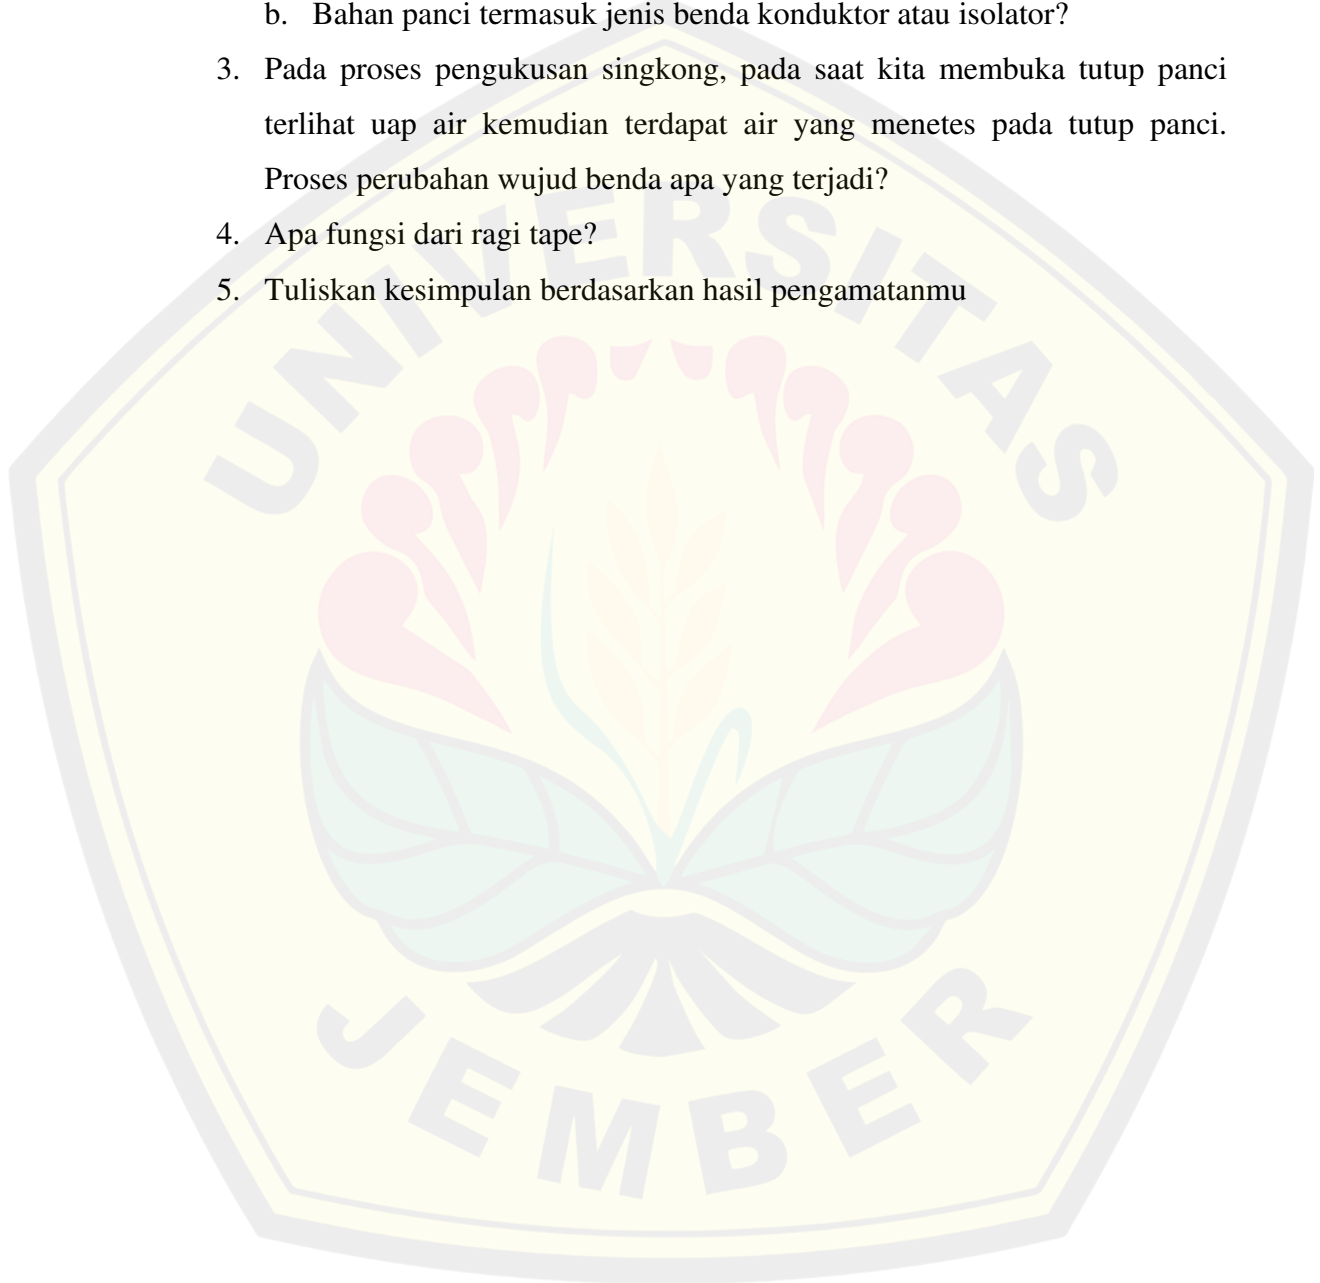 b. Bahan panci termasuk jenis benda konduktor atau isolator?
3. Pada proses pengukusan singkong, pada saat kita membuka tutup panci
terlihat uap air kemudian terdapat air yang menetes pada tutup panci.
Proses perubahan wujud benda apa yang terjadi?
4. Apa fungsi dari ragi tape?
5. Tuliskan kesimpulan berdasarkan hasil pengamatanmu
UNIVERSITAS
JEMBER